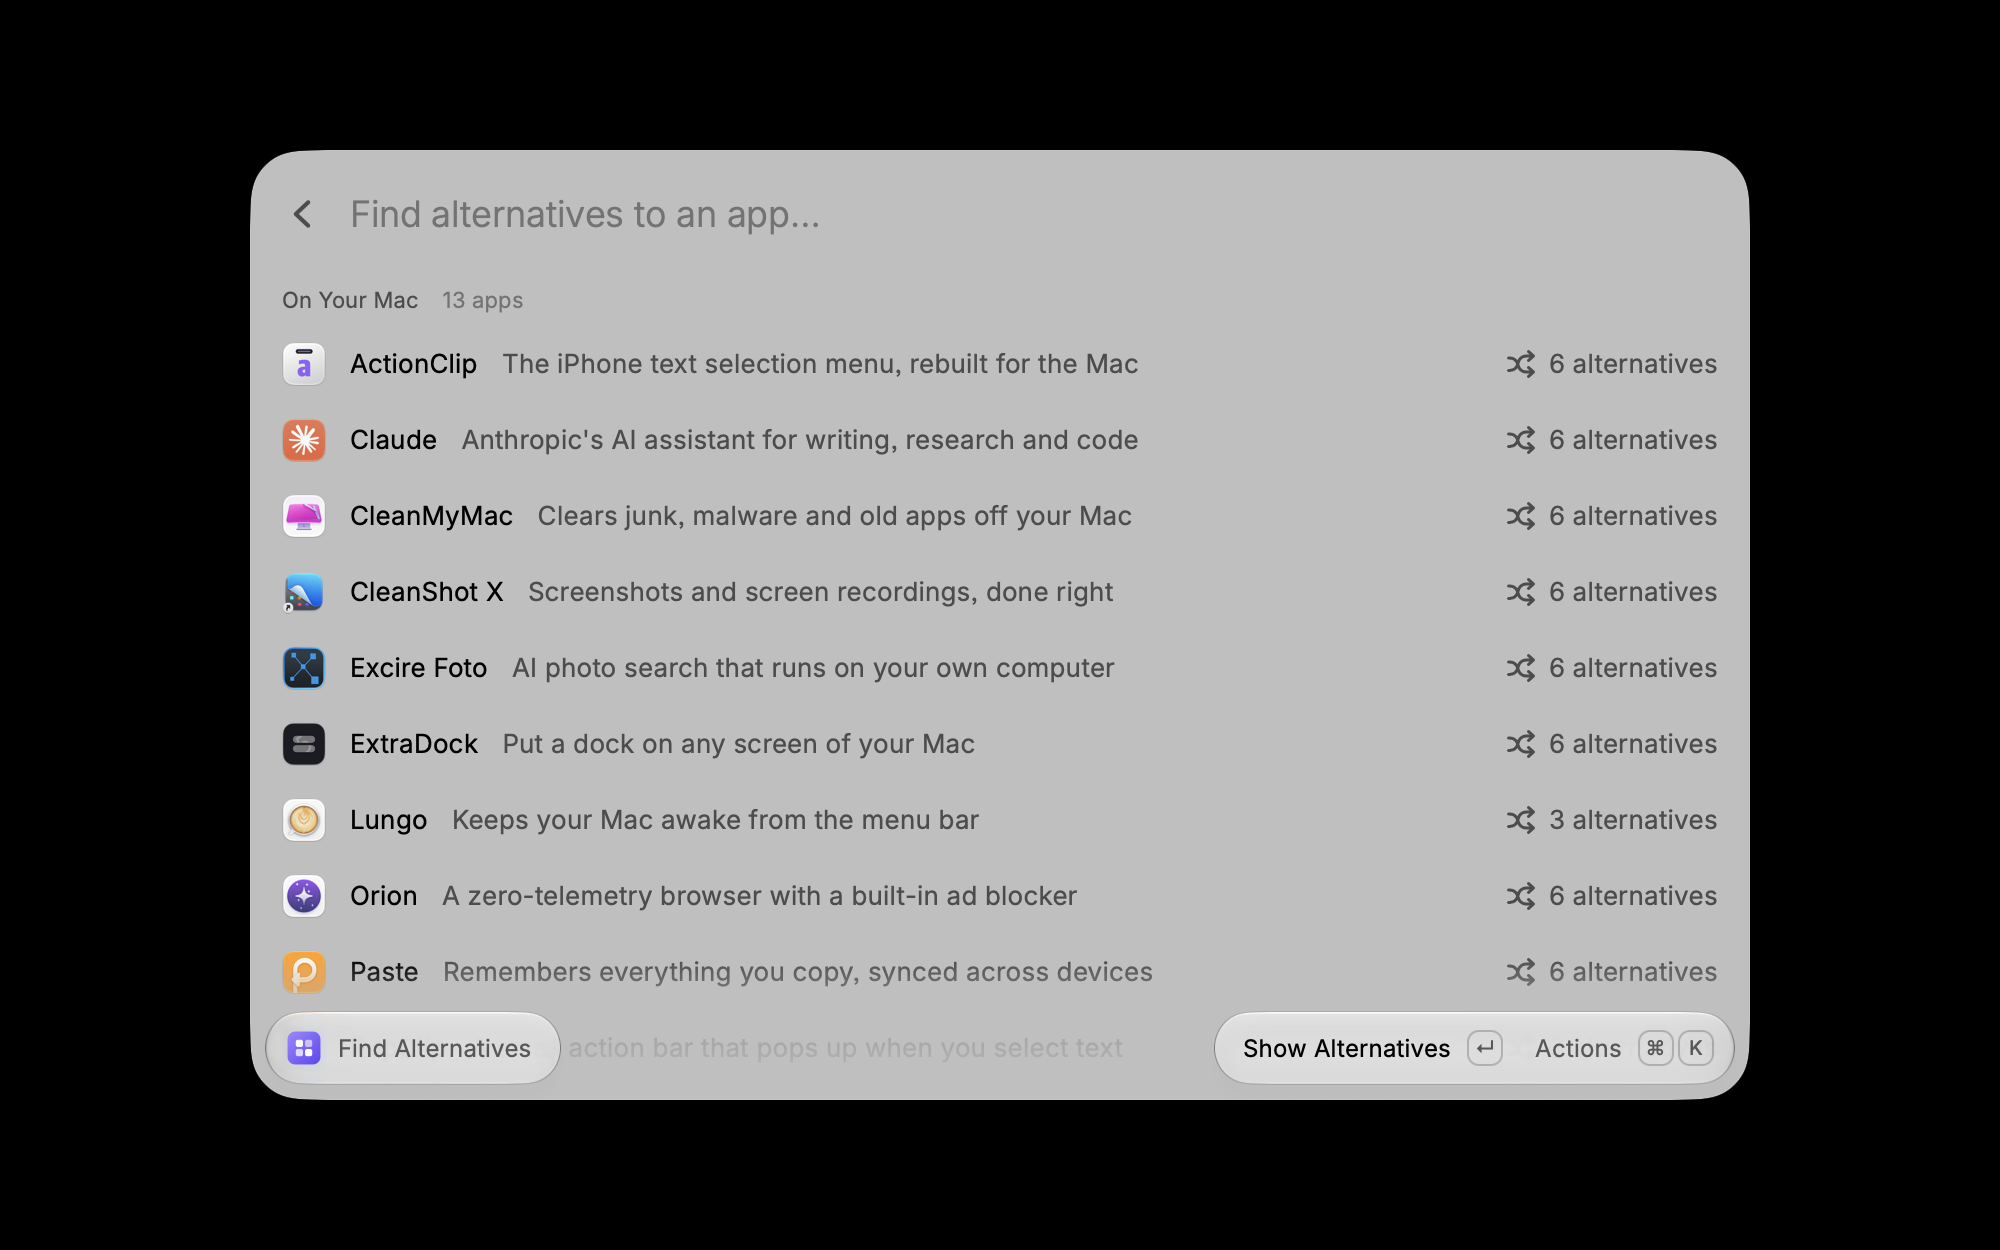 Find alternatives to an app...
On Your Mac 13 apps
ActionClip The iPhone text selection menu, rebuilt for the Mac 6 alternatives
Claude Anthropic's AI assistant for writing, research and code 6 alternatives
CleanMyMac Clears junk, malware and old apps off your Mac 6 alternatives
CleanShot X Screenshots and screen recordings, done right 6 alternatives
Excire Foto AI photo search that runs on your own computer 6 alternatives
ExtraDock Put a dock on any screen of your Mac 6 alternatives
Lungo Keeps your Mac awake from the menu bar 3 alternatives
Orion A zero-telemetry browser with a built-in ad blocker 6 alternatives
Paste Remembers everything you copy, synced across devices 6 alternatives
action bar that pops up when you select text
Find Alternatives Show Alternatives ↵ Actions ⌘ K